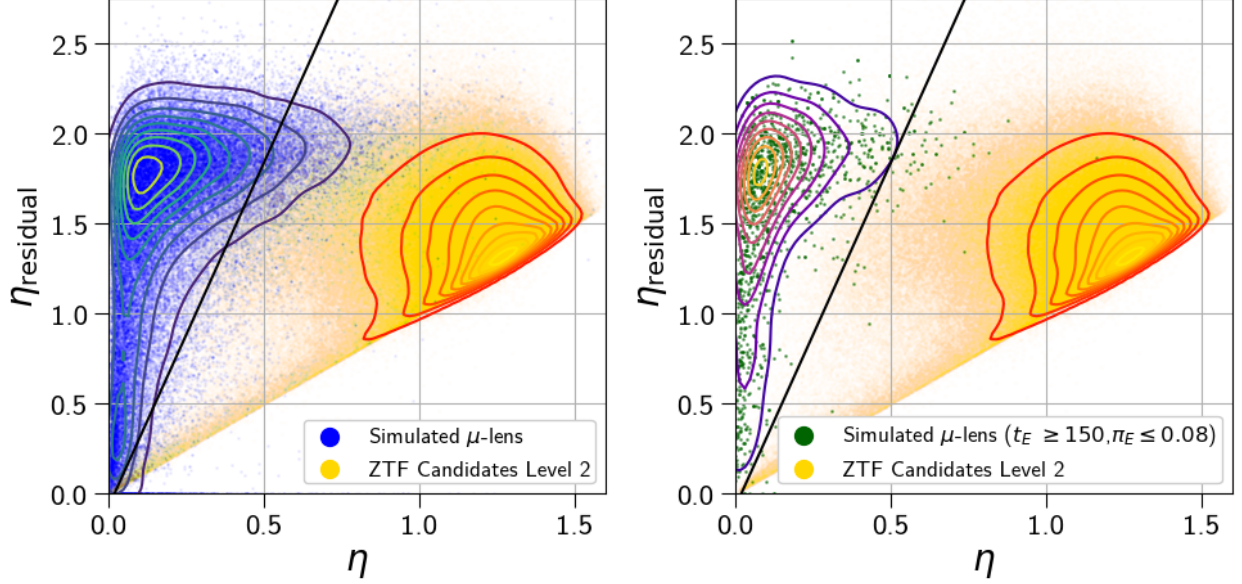 2.5
2.0
1.5
1.0
0.5
0.0
η_residual
Simulated μ-lens
ZTF Candidates Level 2
0.0 0.5 1.0 1.5
η
2.5
2.0
1.5
1.0
0.5
0.0
η_residual
Simulated μ-lens (t_E ≥150,π_E ≤ 0.08)
ZTF Candidates Level 2
0.0 0.5 1.0 1.5
η